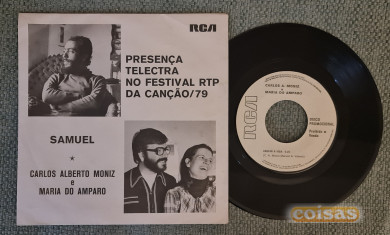 RCA
PRESENÇA
TELECTRA
NO FESTIVAL RTP
DA CANÇÃO/79
SAMUEL
*
CARLOS ALBERTO MONIZ
e
MARIA DO AMPARO
RCA
CARLOS A. MONIZ
e
MARIA DO AMPARO
DISCO
PROMOCIONAL
coisas